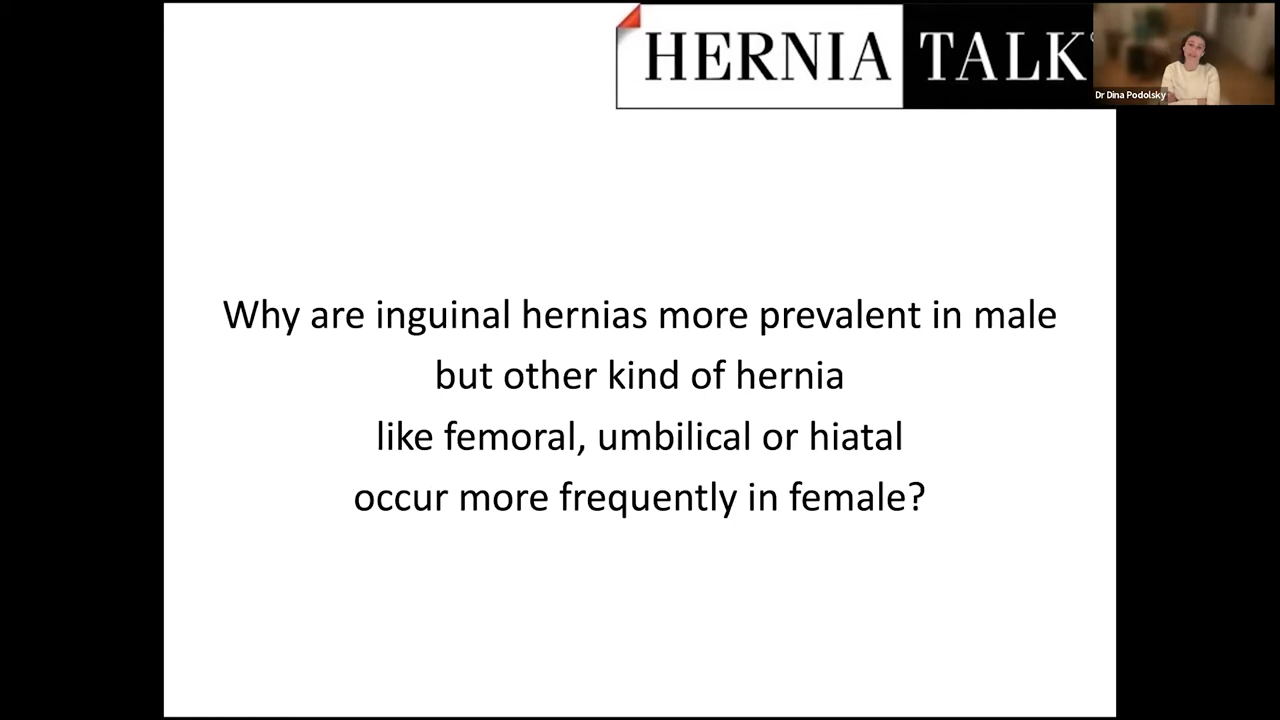 HERNIA TALK
Dr Dina Podolsky
Why are inguinal hernias more prevalent in male
but other kind of hernia
like femoral, umbilical or hiatal
occur more frequently in female?